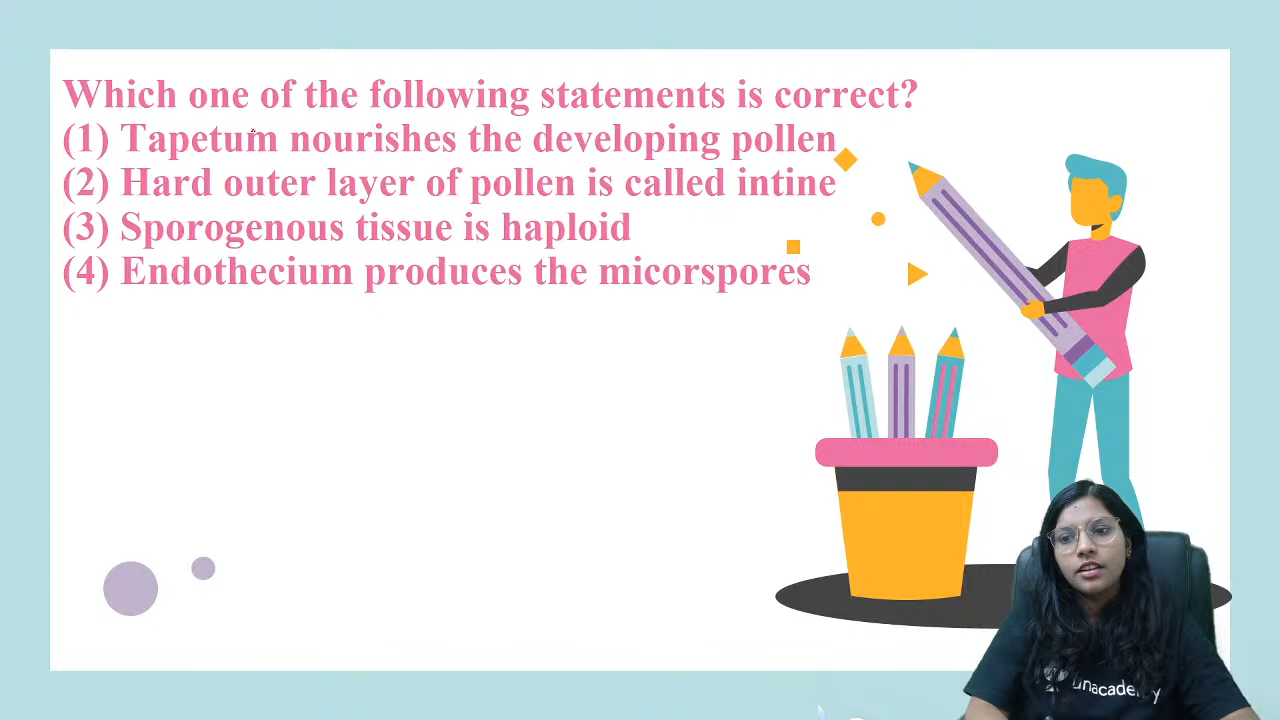 Which one of the following statements is correct?
(1) Tapetum nourishes the developing pollen
(2) Hard outer layer of pollen is called intine
(3) Sporogenous tissue is haploid
(4) Endothecium produces the micorspores
unacademy